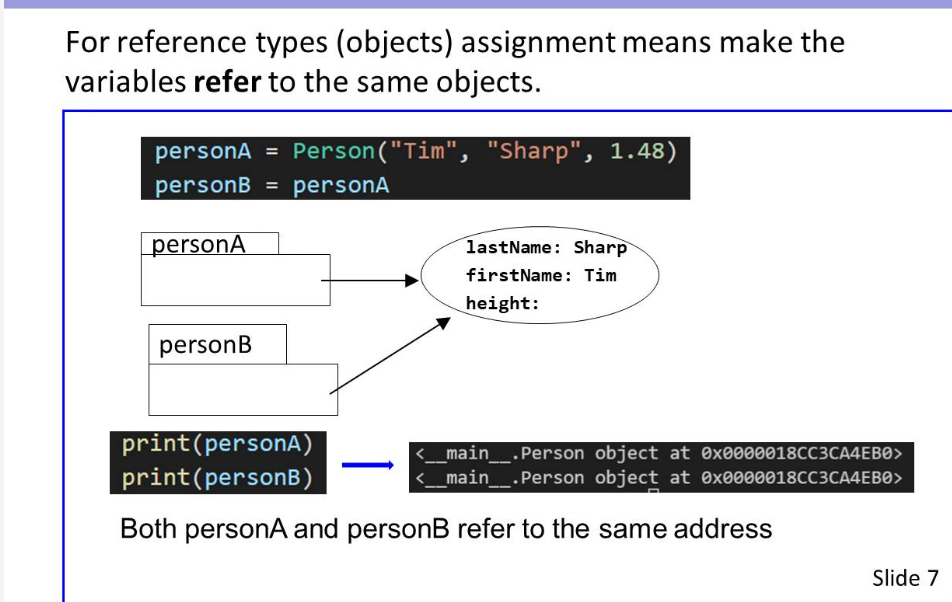 For reference types (objects) assignment means make the
variables refer to the same objects.
personA = Person("Tim", "Sharp", 1.48)
personB = personA
personA
lastName: Sharp
firstName: Tim
height:
personB
print(personA)
print(personB)
<__main__.Person object at 0x0000018CC3CA4EB0>
<__main__.Person object at 0x0000018CC3CA4EB0>
Both personA and personB refer to the same address
Slide 7